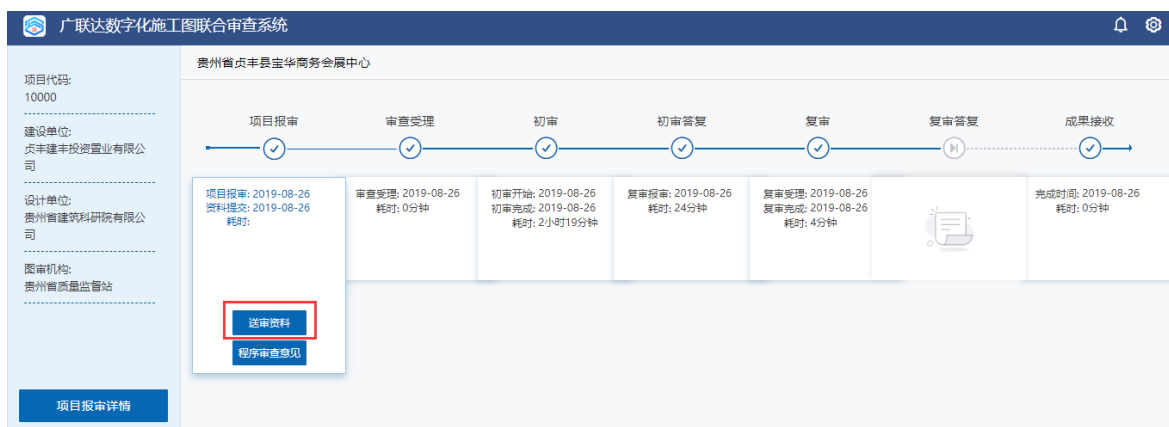 广联达数字化施工图联合审查系统
贵州省贞丰县宝华商务会展中心
项目代码:
10000
建设单位:
贞丰建丰投资置业有限公
司
设计单位:
贵州省建筑科研院有限公
司
图审机构:
贵州省质量监督站
项目报审详情
项目报审
审查受理
初审
初审答复
复审
复审答复
成果接收
项目报审: 2019-08-26
资料提交: 2019-08-26
耗时:
送审资料
程序审查意见
审查受理: 2019-08-26
耗时: 0分钟
初审开始: 2019-08-26
初审完成: 2019-08-26
耗时: 2小时19分钟
复审报审: 2019-08-26
耗时: 24分钟
复审受理: 2019-08-26
复审完成: 2019-08-26
耗时: 4分钟
完成时间: 2019-08-26
耗时: 0分钟